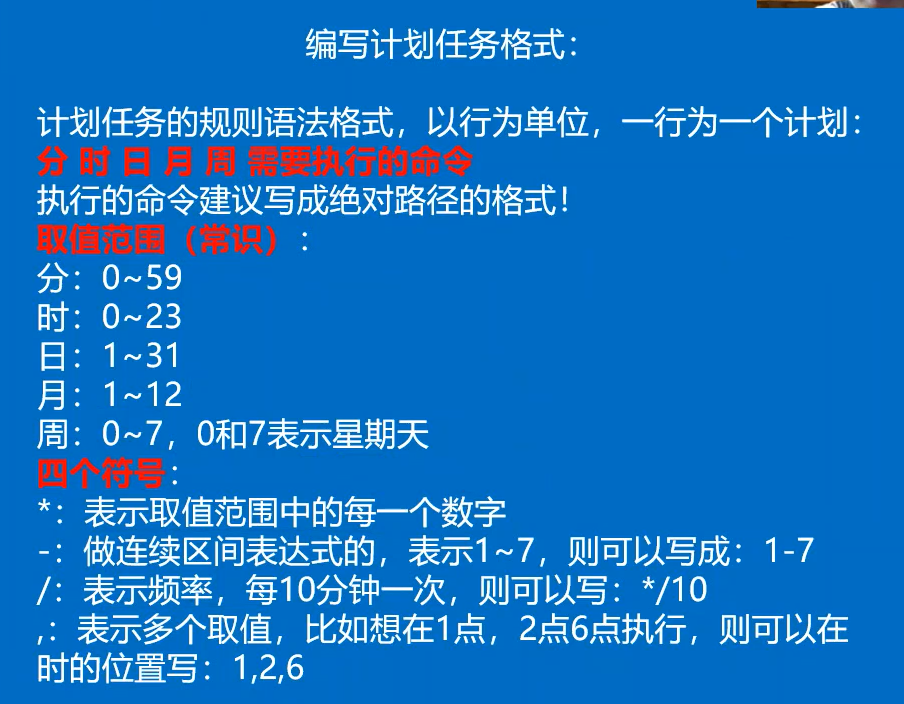 编写计划任务格式：
计划任务的规则语法格式，以行为单位，一行为一个计划：
分 时 日 月 周 需要执行的命令
执行的命令建议写成绝对路径的格式！
取值范围（常识）：
分：0~59
时：0~23
日：1~31
月：1~12
周：0~7，0和7表示星期天
四个符号：
*：表示取值范围中的每一个数字
-：做连续区间表达式的，表示1~7，则可以写成：1-7
/：表示频率，每10分钟一次，则可以写：*/10
,：表示多个取值，比如想在1点，2点6点执行，则可以在
时的位置写：1,2,6